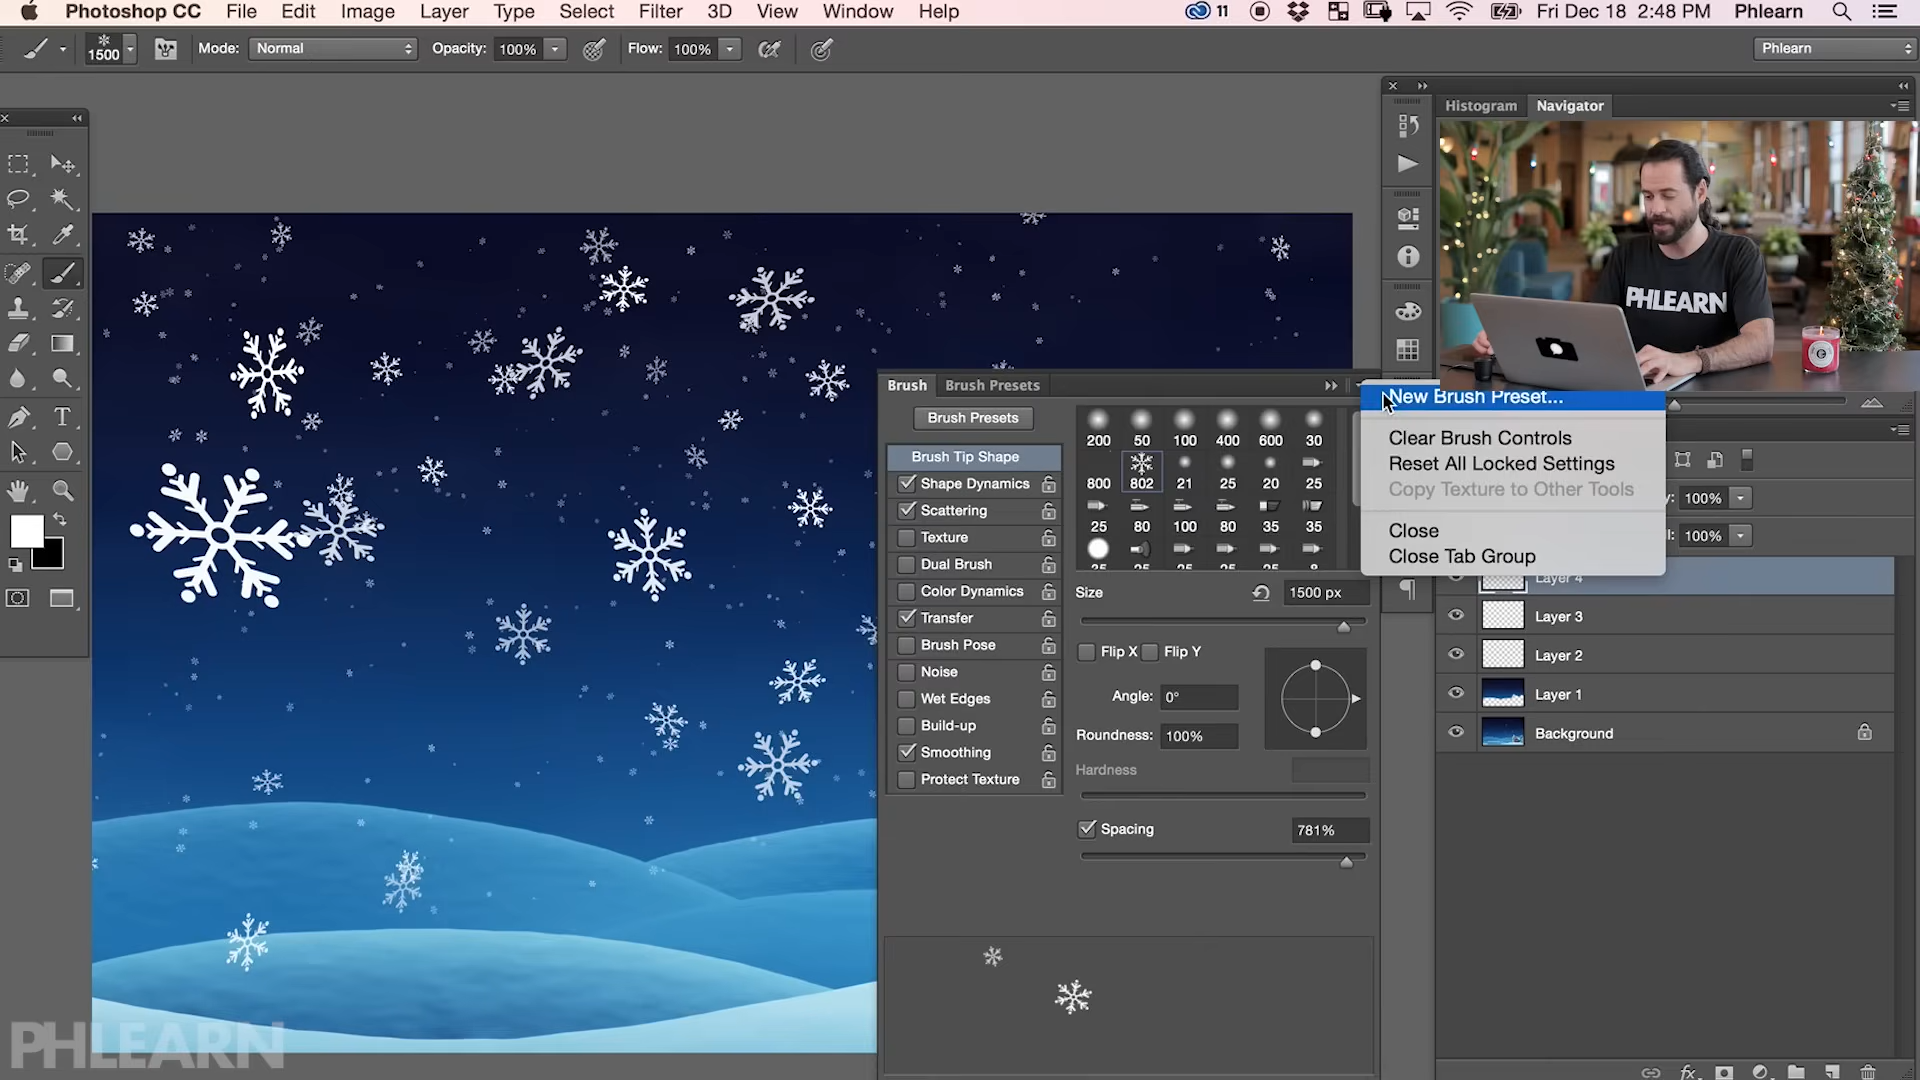 Photoshop CC File Edit Image Layer Type Select Filter 3D View Window Help 11 Fri Dec 18 2:48 PM Phlearn
1500 Mode: Normal Opacity: 100% Flow: 100% Phlearn
Histogram Navigator
PHLEARN
Brush Brush Presets
Brush Presets
Brush Tip Shape
Shape Dynamics
Scattering
Texture
Dual Brush
Color Dynamics
Transfer
Brush Pose
Noise
Wet Edges
Build-up
Smoothing
Protect Texture
200 50 100 400 600 30
800 802 21 25 20 25
25 80 100 80 35 35
Size 1500 px
Flip X Flip Y
Angle: 0°
Roundness: 100%
Hardness
Spacing 781%
New Brush Preset...
Clear Brush Controls
Reset All Locked Settings
Copy Texture to Other Tools
Close
Close Tab Group
100%
100%
Layer 4
Layer 3
Layer 2
Layer 1
Background
fx
PHLEARN